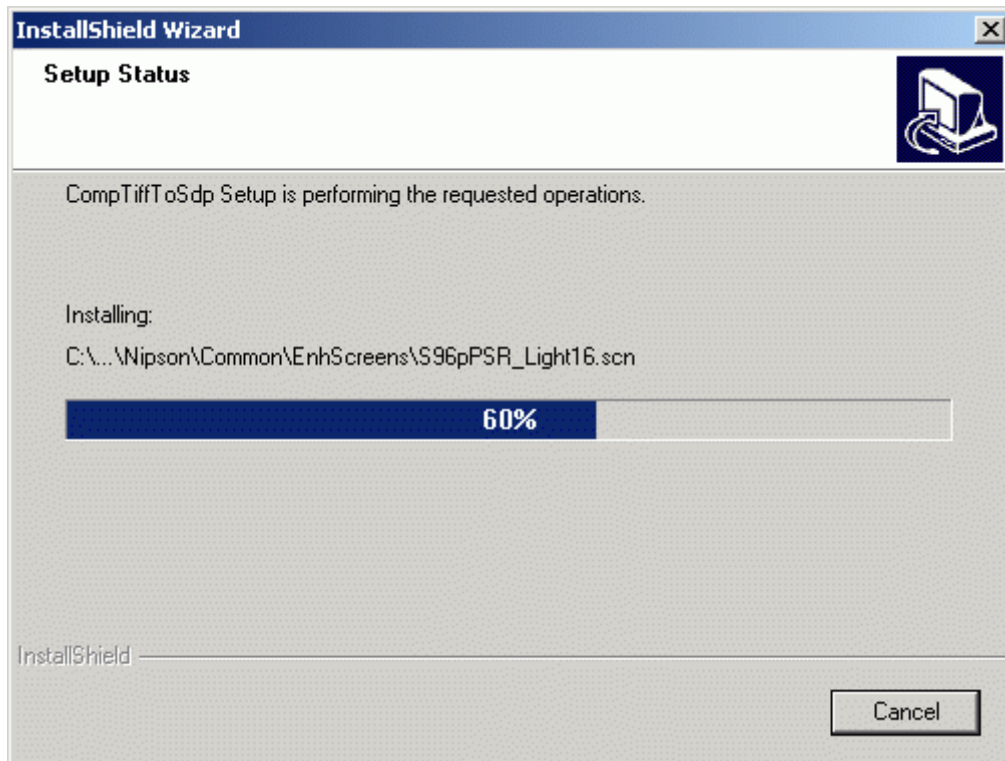 InstallShield Wizard
Setup Status
CompTiffToSdp Setup is performing the requested operations.
Installing:
C:\...\Nipson\Common\EnhScreens\S96pPSR_Light16.scn
60%
InstallShield
Cancel